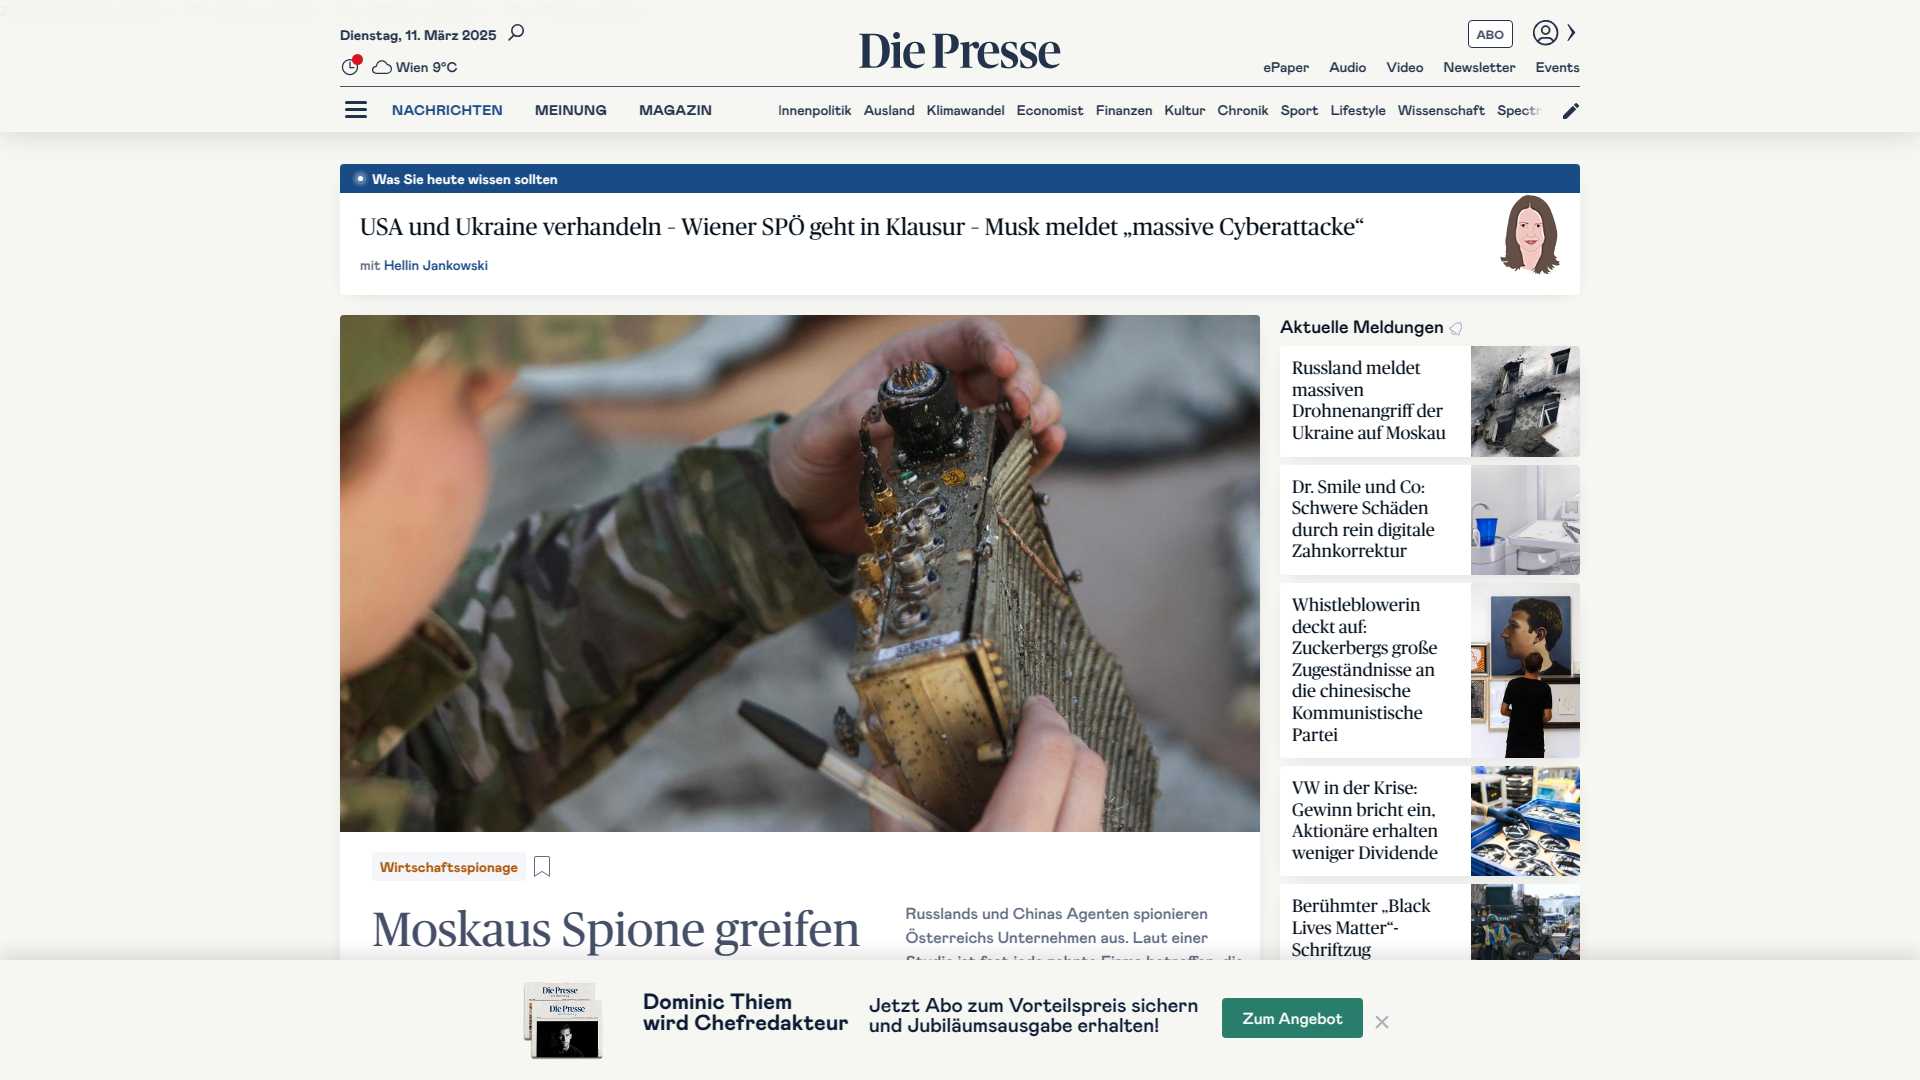 Dienstag, 11. März 2025
Die Presse
ABO
Wien 9°C
ePaper Audio Video Newsletter Events
NACHRICHTEN MEINUNG MAGAZIN
Innenpolitik Ausland Klimawandel Economist Finanzen Kultur Chronik Sport Lifestyle Wissenschaft
Was Sie heute wissen sollten
USA und Ukraine verhandeln – Wiener SPÖ geht in Klausur – Musk meldet „massive Cyberattacke“
mit Hellin Jankowski
Wirtschaftsspionage
Moskaus Spione greifen
Russlands und Chinas Agenten spionieren
Österreichs Unternehmen aus. Laut einer
Aktuelle Meldungen
Russland meldet
massiven
Drohnenangriff der
Ukraine auf Moskau
Dr. Smile und Co:
Schwere Schäden
durch rein digitale
Zahnkorrektur
Whistleblowerin
deckt auf:
Zuckerbergs große
Zugeständnisse an
die chinesische
Kommunistische
Partei
VW in der Krise:
Gewinn bricht ein,
Aktionäre erhalten
weniger Dividende
Berühmter „Black
Lives Matter“-
Schriftzug
Die Presse
Die Presse
Dominic Thiem
wird Chefredakteur
Jetzt Abo zum Vorteilspreis sichern
und Jubiläumsausgabe erhalten!
Zum Angebot